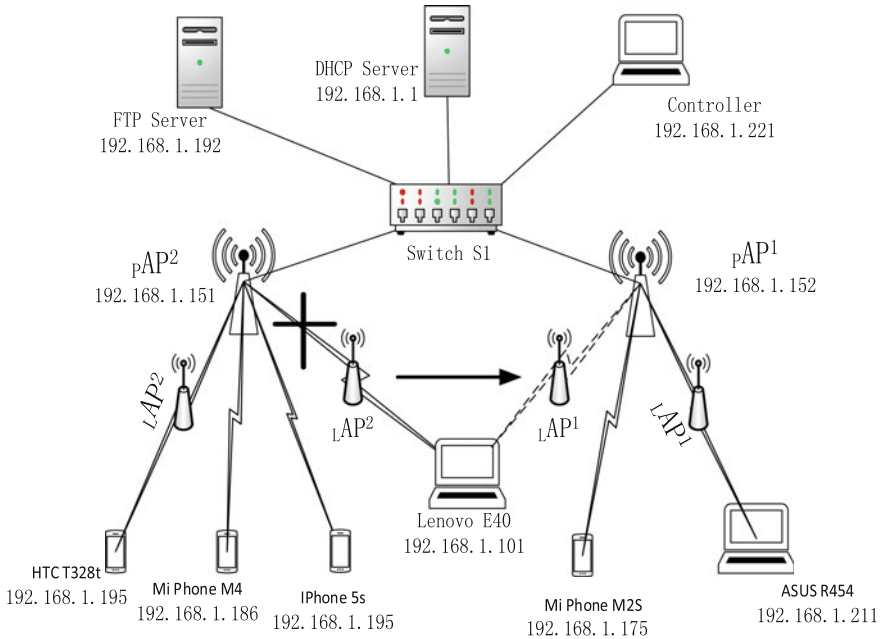 DHCP Server
192.168.1.1
FTP Server
192.168.1.192
Controller
192.168.1.221
Switch S1
PAP2
192.168.1.151
PAP1
192.168.1.152
LAP2
LAP2
LAP1
LAP1
Lenovo E40
192.168.1.101
HTC T328t
192.168.1.195
Mi Phone M4
192.168.1.186
IPhone 5s
192.168.1.195
Mi Phone M2S
192.168.1.175
ASUS R454
192.168.1.211